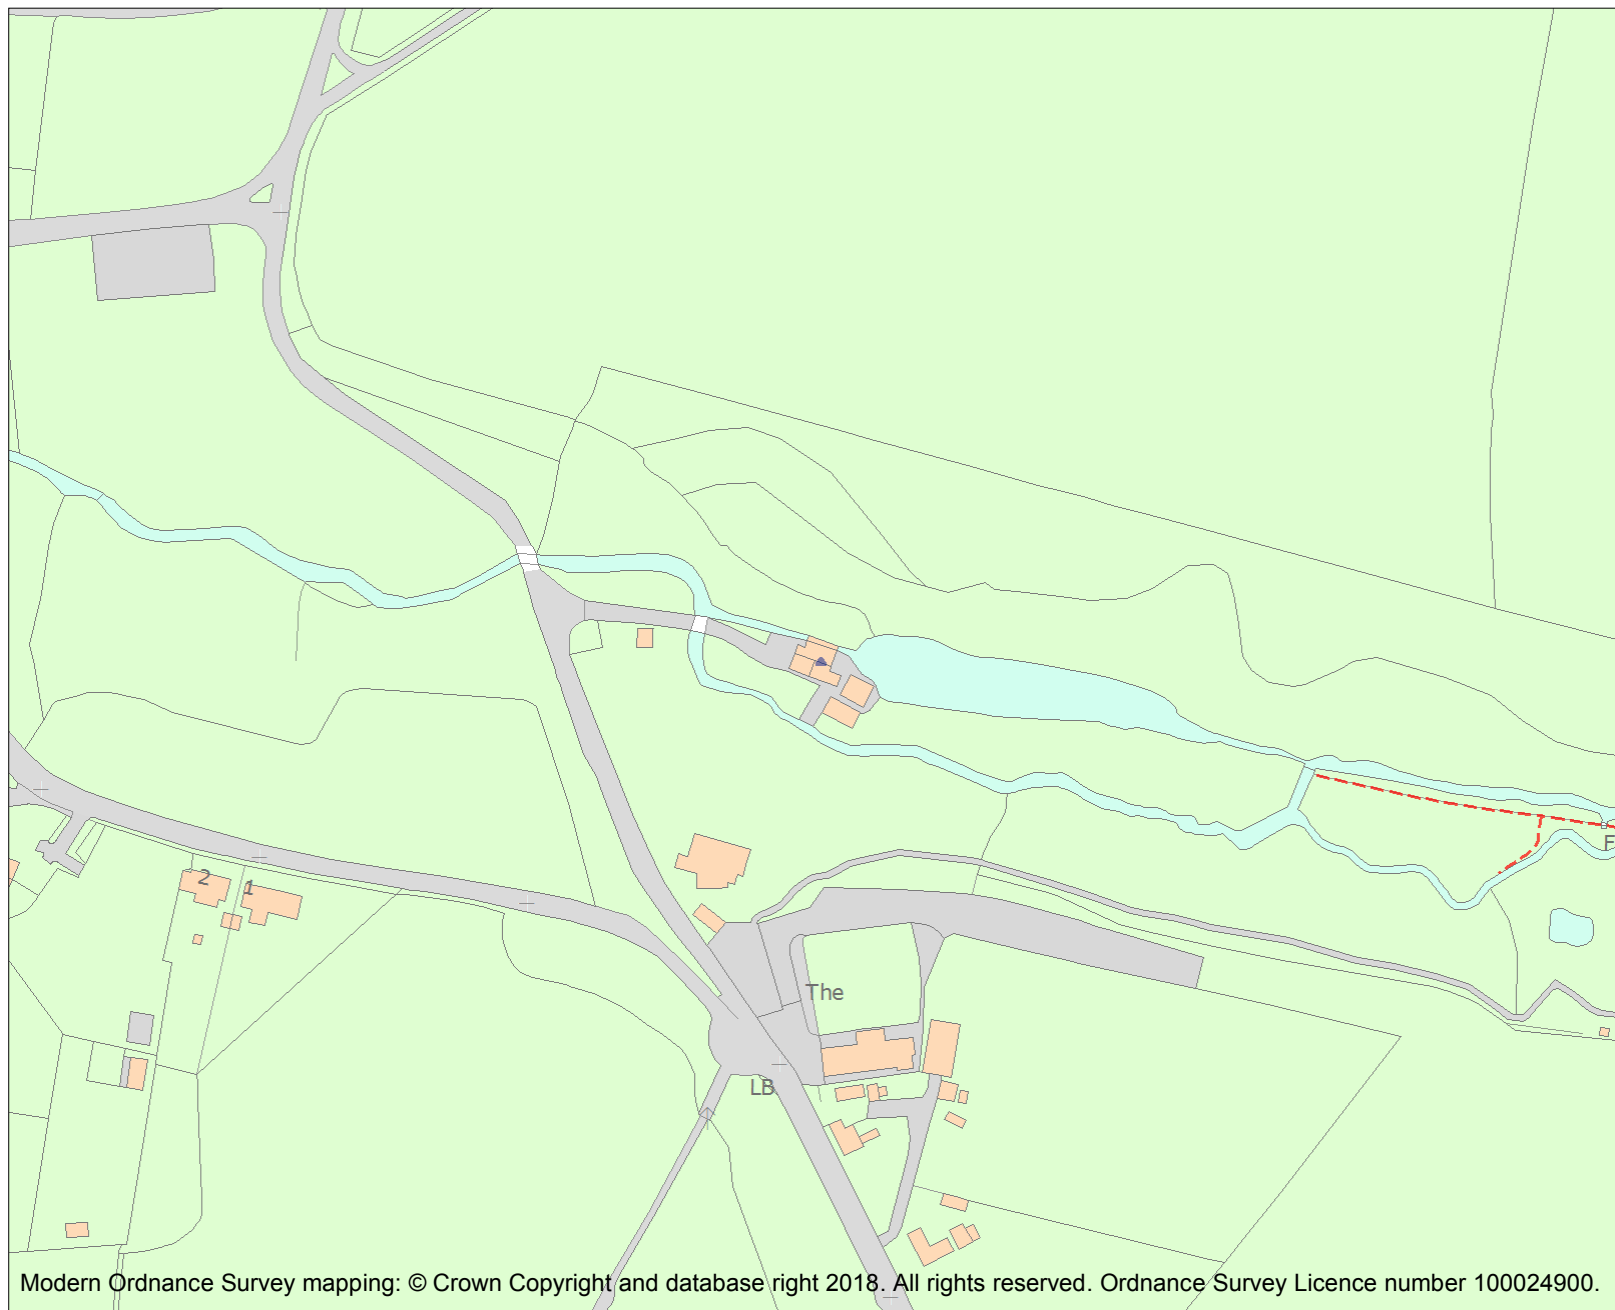 F
2
1
The
LB
Modern Ordnance Survey mapping: © Crown Copyright and database right 2018. All rights reserved. Ordnance Survey Licence number 100024900.